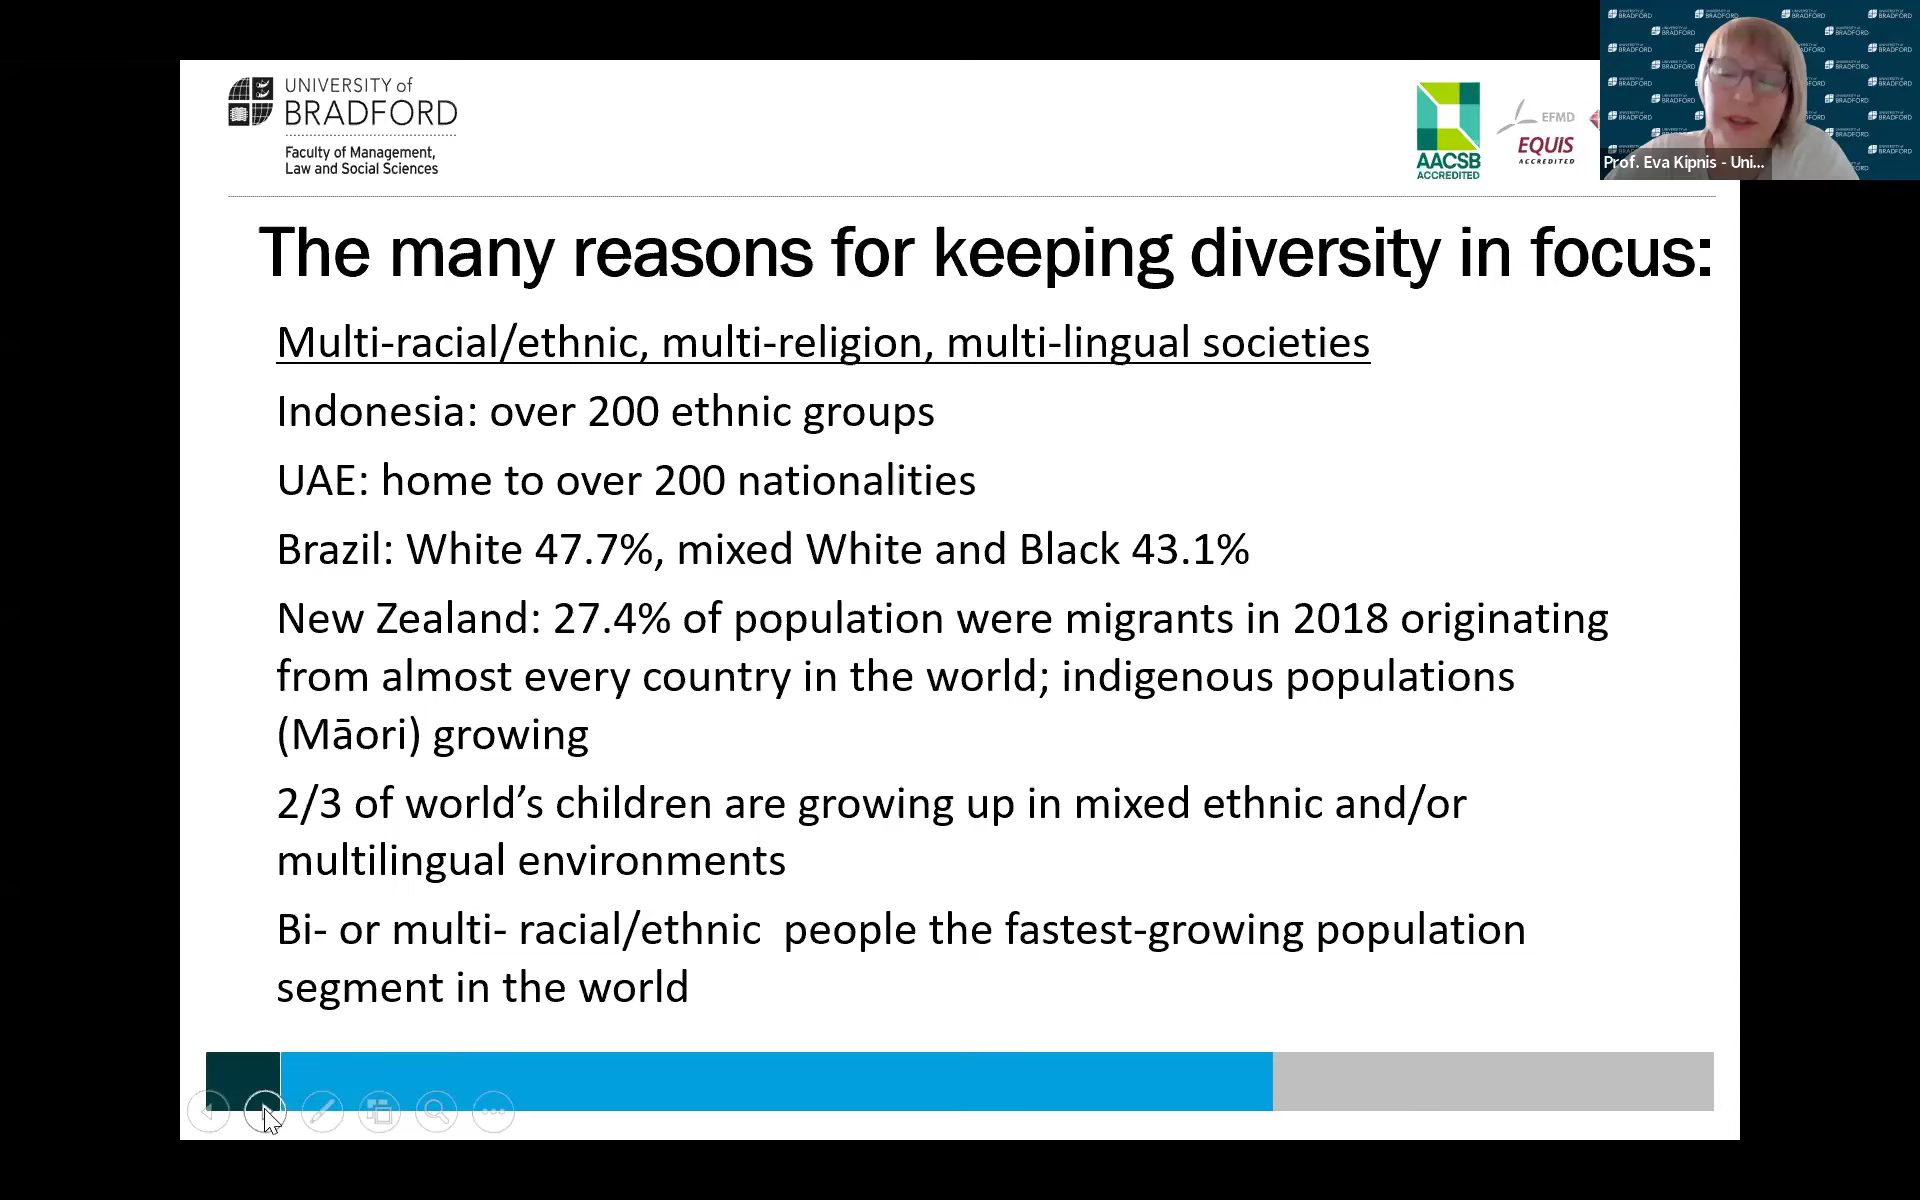 UNIVERSITY of
BRADFORD
Faculty of Management,
Law and Social Sciences
AACSB
ACCREDITED
EFMD
EQUIS
ACCREDITED
Prof. Eva Kipnis - Uni...
The many reasons for keeping diversity in focus:
Multi-racial/ethnic, multi-religion, multi-lingual societies
Indonesia: over 200 ethnic groups
UAE: home to over 200 nationalities
Brazil: White 47.7%, mixed White and Black 43.1%
New Zealand: 27.4% of population were migrants in 2018 originating
from almost every country in the world; indigenous populations
(Māori) growing
2/3 of world’s children are growing up in mixed ethnic and/or
multilingual environments
Bi- or multi- racial/ethnic  people the fastest-growing population
segment in the world